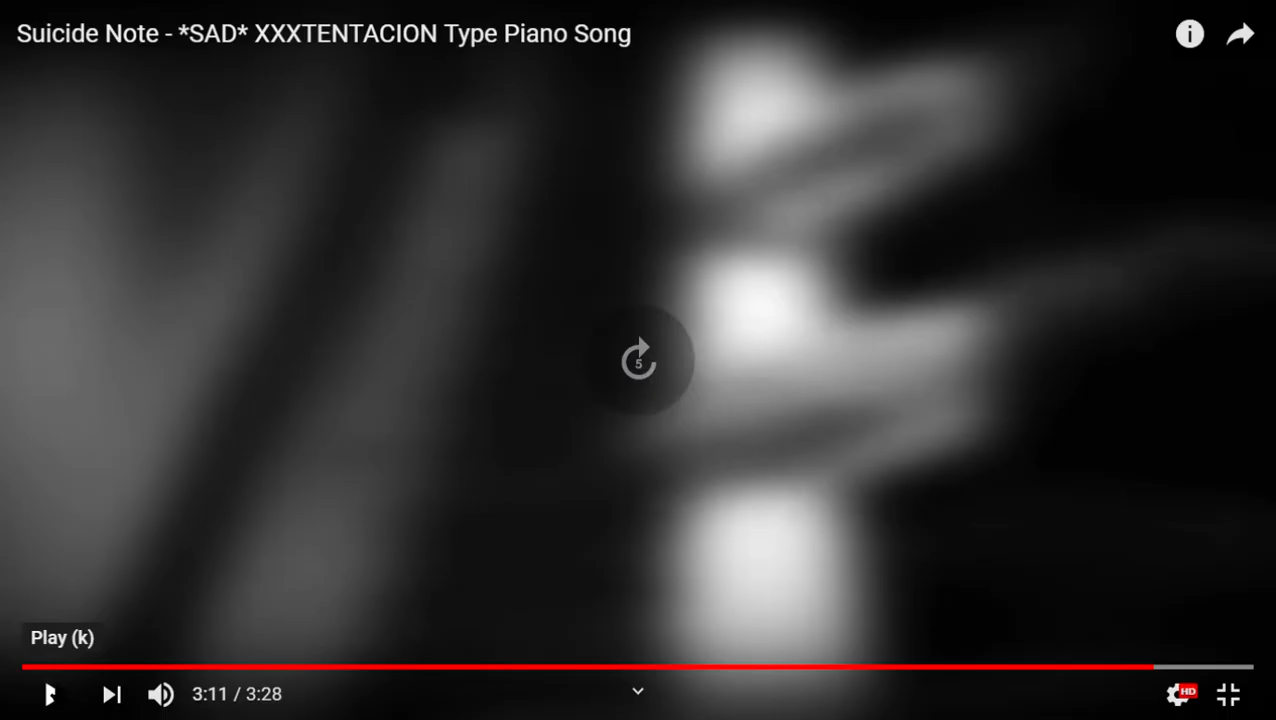 Suicide Note - *SAD* XXXTENTACION Type Piano Song
i
5
Play (k)
3:11 / 3:28
HD